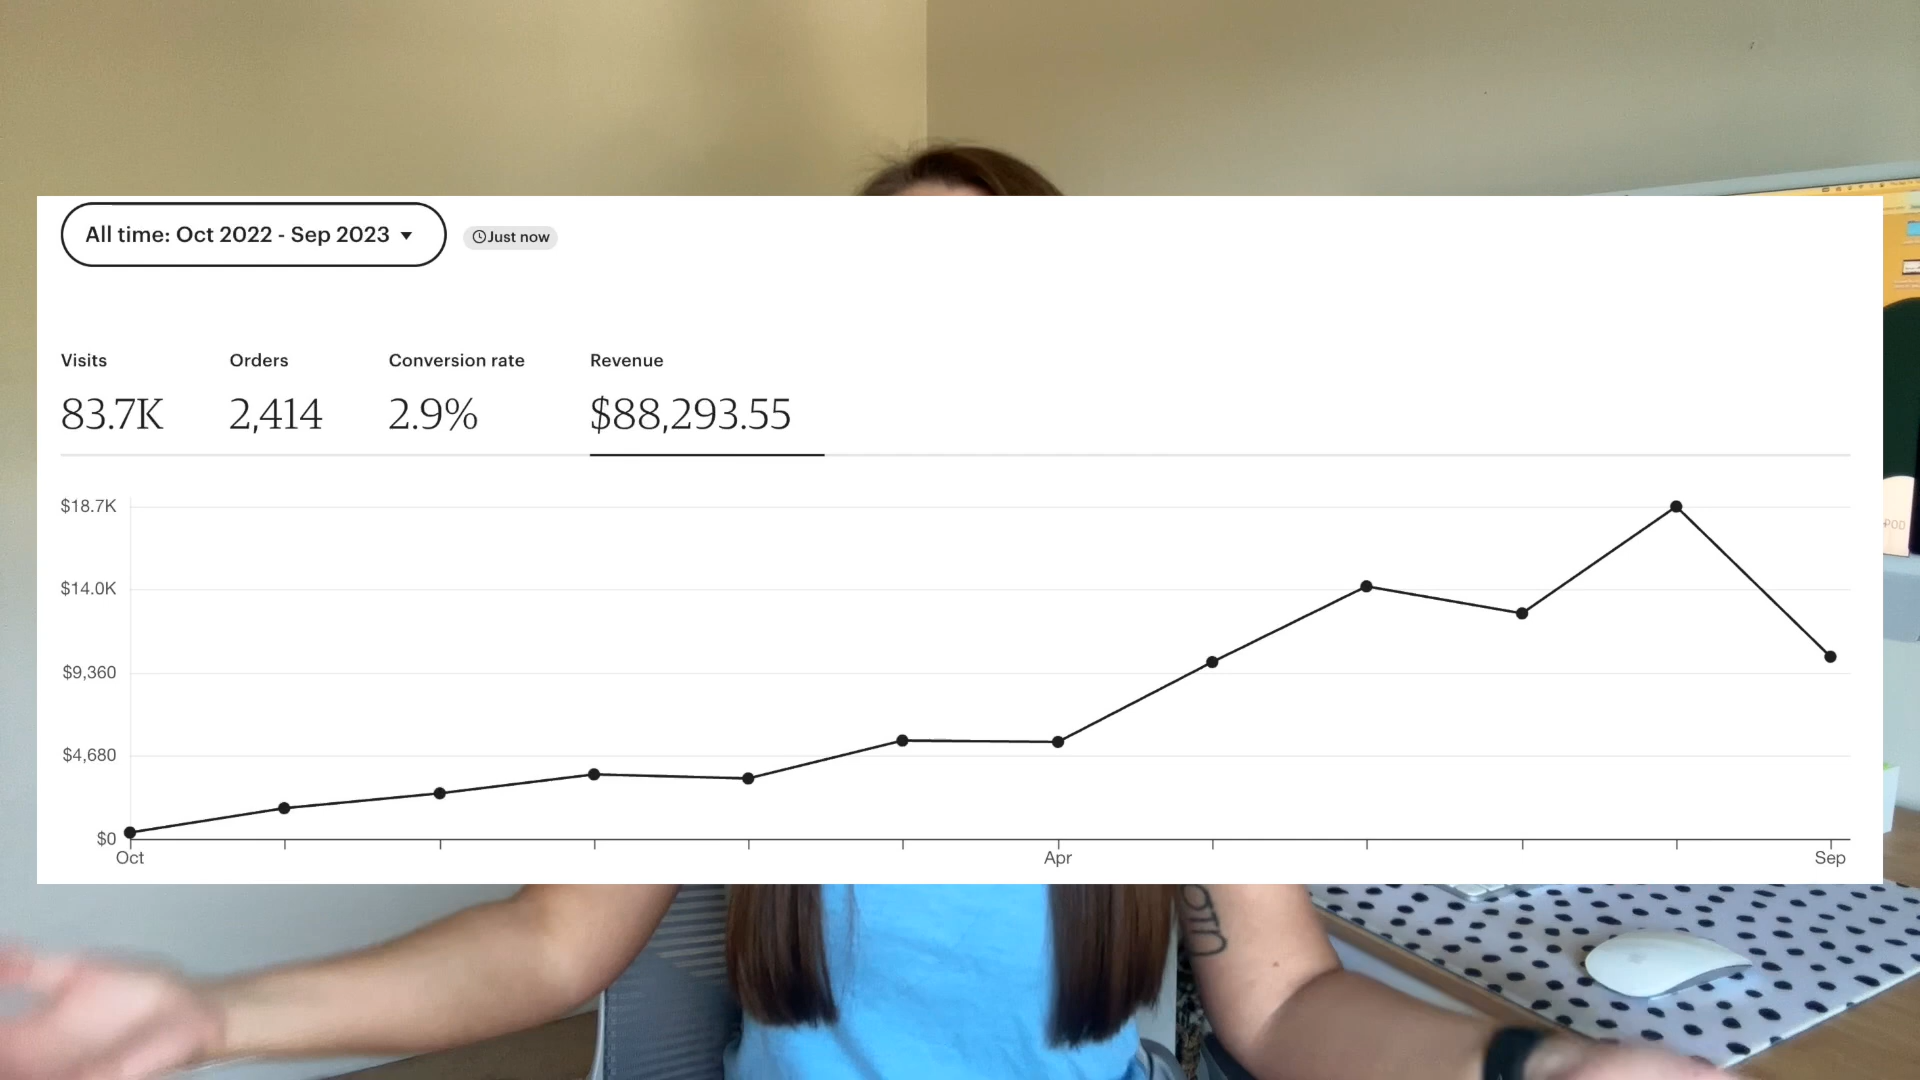 All time: Oct 2022 - Sep 2023
Just now
Visits
Orders
Conversion rate
Revenue
83.7K
2,414
2.9%
$88,293.55
$18.7K
$14.0K
$9,360
$4,680
$0
Oct
Apr
Sep
POD